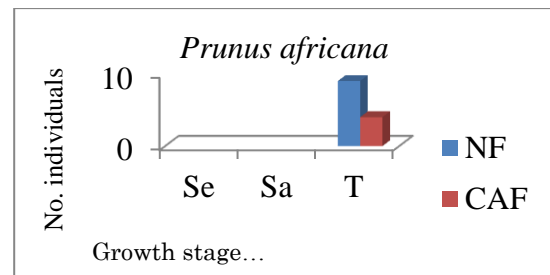 Prunus africana
No. individuals
10
0
Se Sa T
NF
CAF
Growth stage…